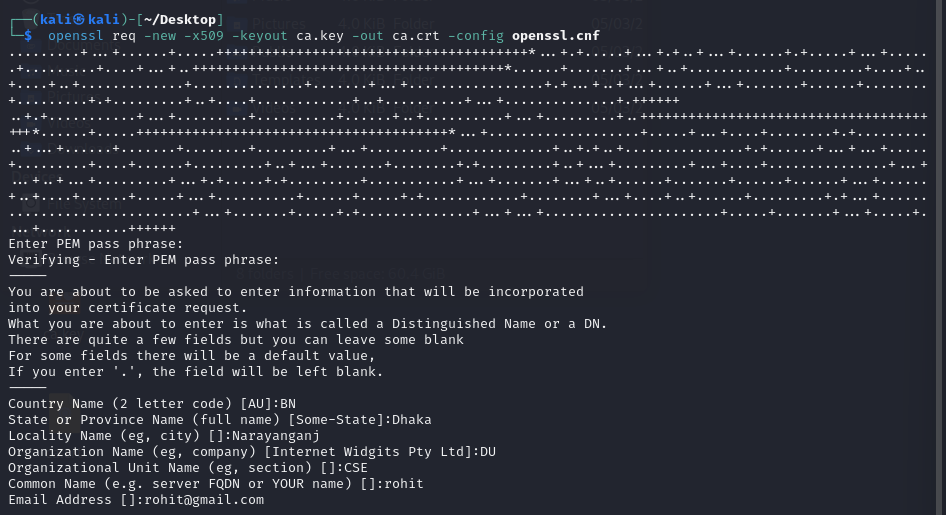 ┌──(kali㉿kali)-[~/Desktop]
└─$ openssl req -new -x509 -keyout ca.key -out ca.crt -config openssl.cnf
Enter PEM pass phrase:
Verifying - Enter PEM pass phrase:
-----
You are about to be asked to enter information that will be incorporated
into your certificate request.
What you are about to enter is what is called a Distinguished Name or a DN.
There are quite a few fields but you can leave some blank
For some fields there will be a default value,
If you enter '.', the field will be left blank.
-----
Country Name (2 letter code) [AU]:BN
State or Province Name (full name) [Some-State]:Dhaka
Locality Name (eg, city) []:Narayanganj
Organization Name (eg, company) [Internet Widgits Pty Ltd]:DU
Organizational Unit Name (eg, section) []:CSE
Common Name (e.g. server FQDN or YOUR name) []:rohit
Email Address []:rohit@gmail.com